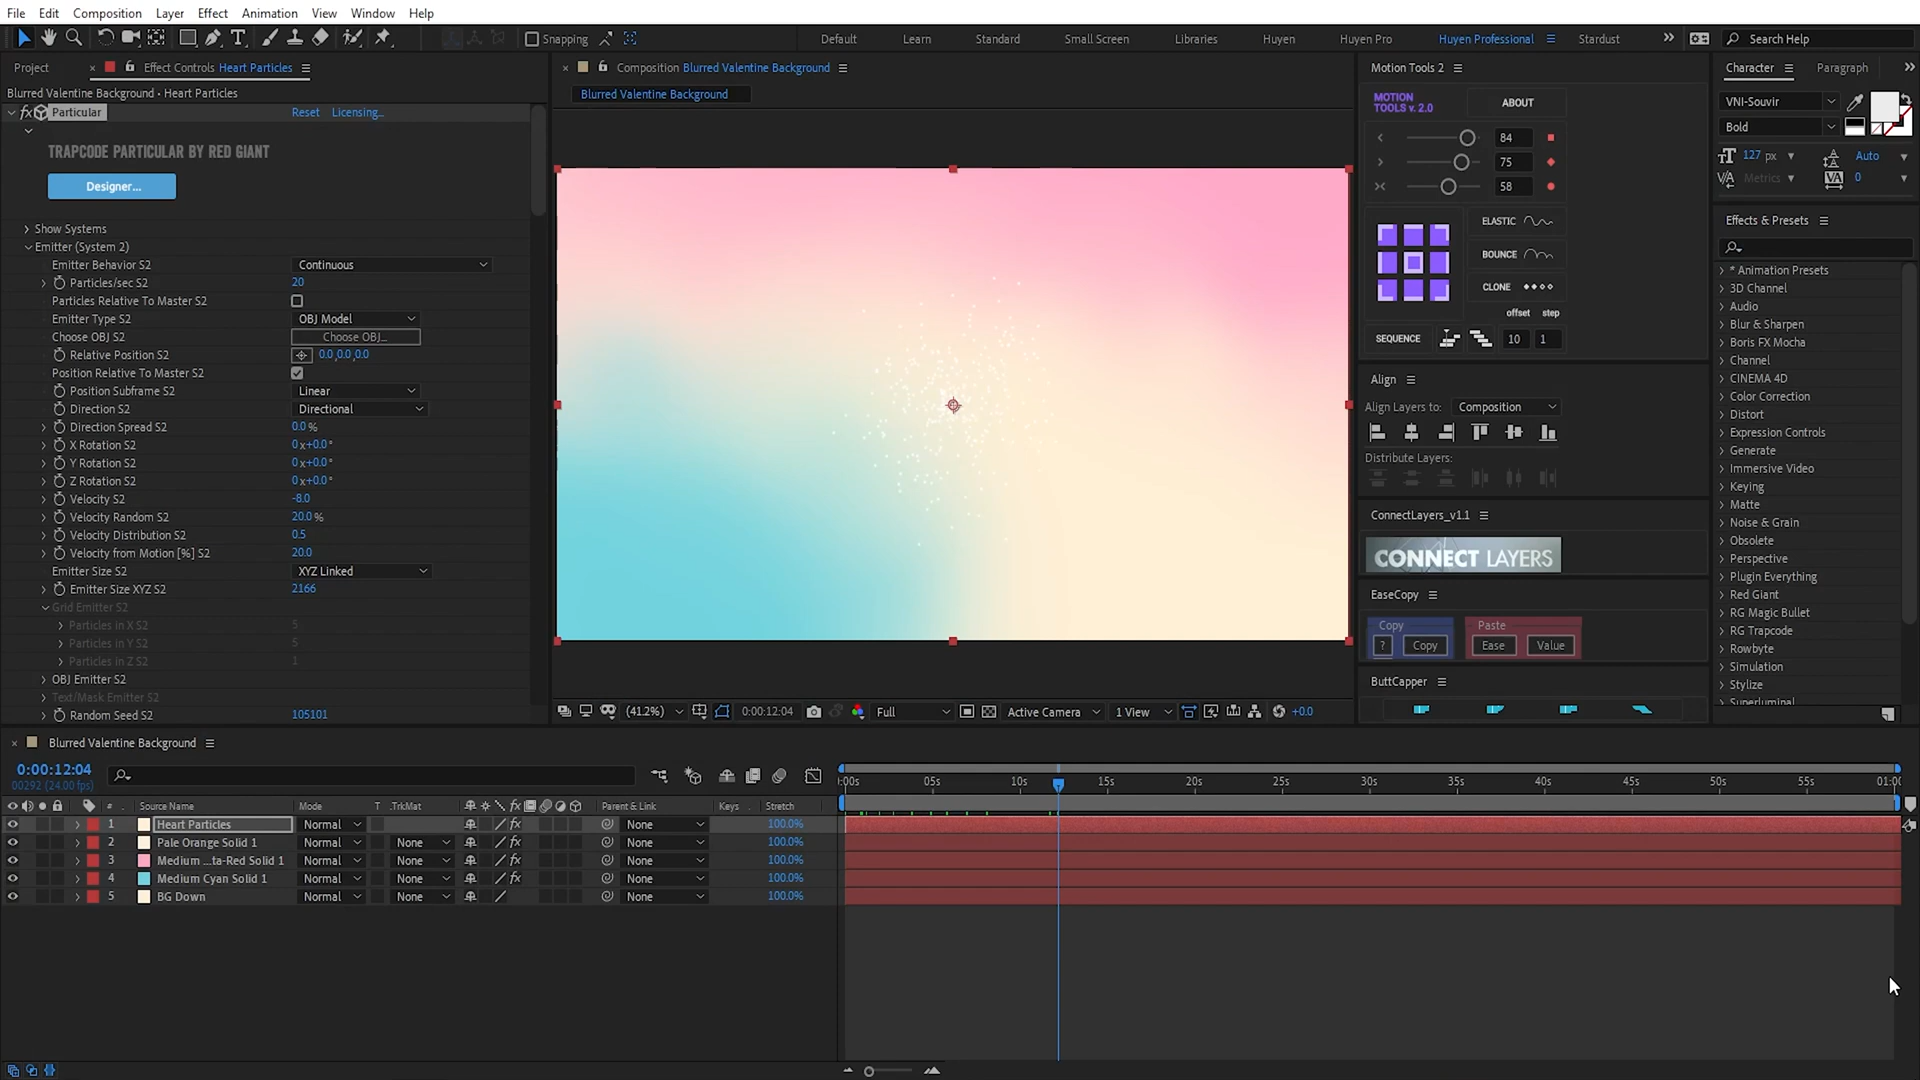 File Edit Composition Layer Effect Animation View Window Help
Snapping Default Learn Standard Small Screen Libraries Huyen Huyen Pro Huyen Professional Stardust Search Help
Project Effect Controls Heart Particles
Blurred Valentine Background • Heart Particles
fx Particular Reset Licensing...
TRAPCODE PARTICULAR BY RED GIANT
Designer...
Show Systems
Emitter (System 2)
Emitter Behavior S2 Continuous
Particles/sec S2 20
Particles Relative To Master S2
Emitter Type S2 OBJ Model
Choose OBJ S2 Choose OBJ...
Relative Position S2 0.0,0.0,0.0
Position Relative To Master S2
Position Subframe S2 Linear
Direction S2 Directional
Direction Spread S2 0.0 %
X Rotation S2 0 x+0.0 °
Y Rotation S2 0 x+0.0 °
Z Rotation S2 0 x+0.0 °
Velocity S2 -8.0
Velocity Random S2 20.0 %
Velocity Distribution S2 0.5
Velocity from Motion [%] S2 20.0
Emitter Size S2 XYZ Linked
Emitter Size XYZ S2 2166
Grid Emitter S2
Particles in X S2 5
Particles in Y S2 5
Particles in Z S2 1
OBJ Emitter S2
Text/Mask Emitter S2
Random Seed S2 105101
Composition Blurred Valentine Background
Blurred Valentine Background
(41.2%) 0:00:12:04 Full Active Camera 1 View +0.0
Motion Tools 2
MOTION
TOOLS v. 2.0
ABOUT
84
75
58
ELASTIC
BOUNCE
CLONE
offset step
SEQUENCE 10 1
Align
Align Layers to: Composition
Distribute Layers:
ConnectLayers_v1.1
CONNECT LAYERS
EaseCopy
Copy Paste
? Copy Ease Value
ButtCapper
Character Paragraph
VNI-Souvir
Bold
127 px Auto
Metrics 0
Effects & Presets
* Animation Presets
3D Channel
Audio
Blur & Sharpen
Boris FX Mocha
Channel
CINEMA 4D
Color Correction
Distort
Expression Controls
Generate
Immersive Video
Keying
Matte
Noise & Grain
Obsolete
Perspective
Plugin Everything
Red Giant
RG Magic Bullet
RG Trapcode
Rowbyte
Simulation
Stylize
Superluminal
Blurred Valentine Background
0:00:12:04
00292 (24.00 fps)
:00s 05s 10s 15s 20s 25s 30s 35s 40s 45s 50s 55s 01:0
# Source Name Mode T .TrkMat fx Parent & Link Keys Stretch
1 Heart Particles Normal fx None 100.0%
2 Pale Orange Solid 1 Normal None fx None 100.0%
3 Medium ...ta-Red Solid 1 Normal None fx None 100.0%
4 Medium Cyan Solid 1 Normal None fx None 100.0%
5 BG Down Normal None None 100.0%